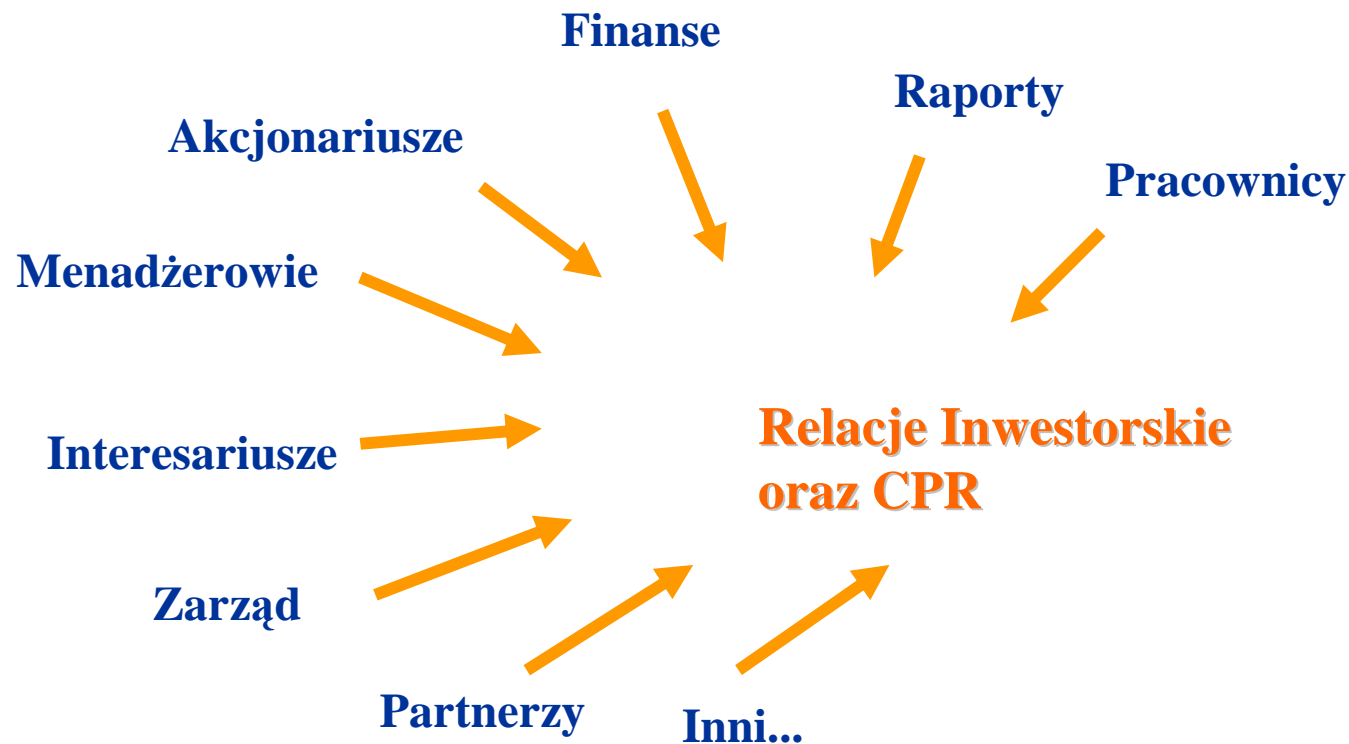 Finanse
Raporty
Akcjonariusze
Pracownicy
Menadżerowie
Relacje Inwestorskie
oraz CPR
Interesariusze
Zarząd
Partnerzy
Inni...